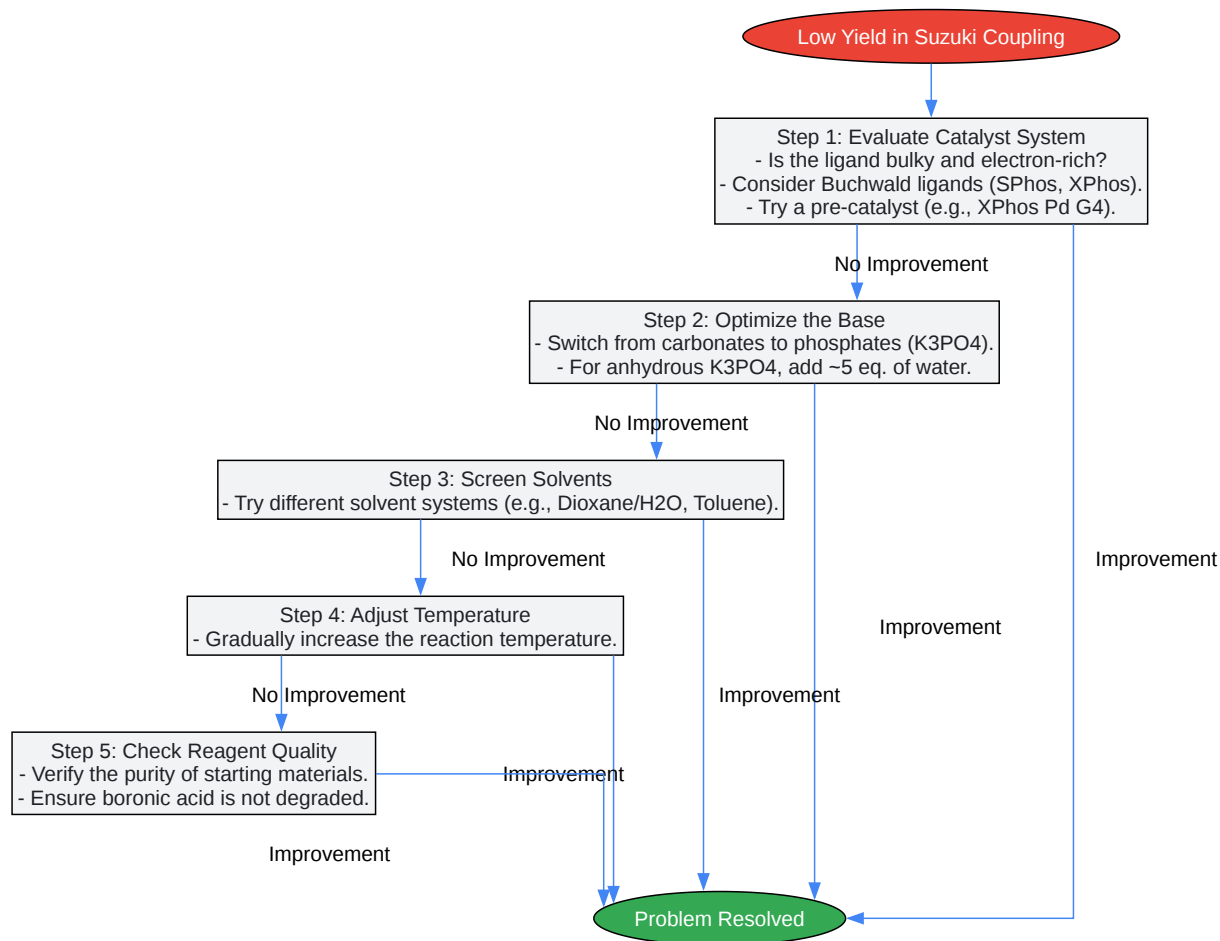 Low Yield in Suzuki Coupling
Step 1: Evaluate Catalyst System
- Is the ligand bulky and electron-rich?
- Consider Buchwald ligands (SPhos, XPhos).
- Try a pre-catalyst (e.g., XPhos Pd G4).
No Improvement
Step 2: Optimize the Base
- Switch from carbonates to phosphates (K3PO4).
- For anhydrous K3PO4, add ~5 eq. of water.
No Improvement
Step 3: Screen Solvents
- Try different solvent systems (e.g., Dioxane/H2O, Toluene).
No Improvement
Improvement
Step 4: Adjust Temperature
- Gradually increase the reaction temperature.
Improvement
No Improvement
Improvement
Step 5: Check Reagent Quality
- Verify the purity of starting materials.
- Ensure boronic acid is not degraded.
Improvement
Improvement
Problem Resolved